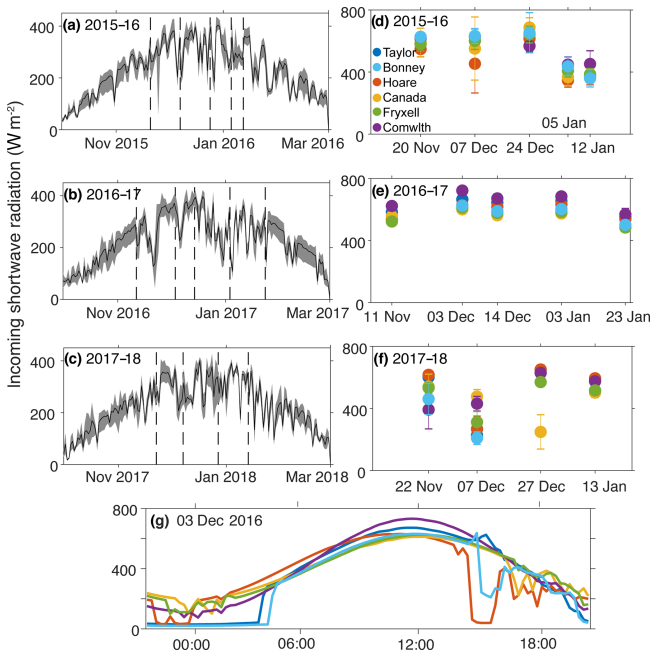 (a) 2015–16
400
200
0
Nov 2015
Jan 2016
Mar 2016
(d) 2015-16
800
400
0
Taylor
Bonney
Hoare
Canada
Fryxell
Comwlth
05 Jan
20 Nov
07 Dec
24 Dec
12 Jan
Incoming shortwave radiation (W m-2)
(b) 2016–17
400
200
0
Nov 2016
Jan 2017
Mar 2017
(e) 2016–17
800
400
0
11 Nov
03 Dec
14 Dec
03 Jan
23 Jan
(c) 2017–18
400
200
0
Nov 2017
Jan 2018
Mar 2018
(f) 2017-18
800
400
0
22 Nov
07 Dec
27 Dec
13 Jan
(g) 03 Dec 2016
800
400
0
00:00
06:00
12:00
18:00